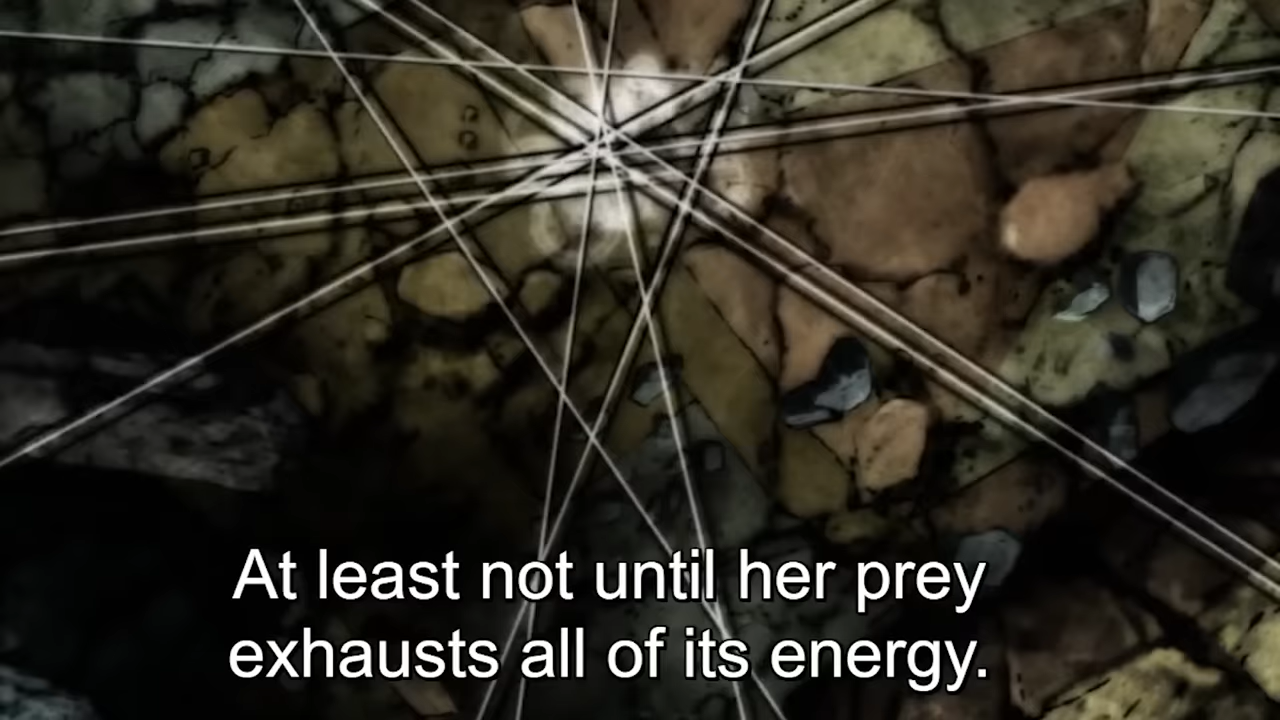 At least not until her prey
exhausts all of its energy.